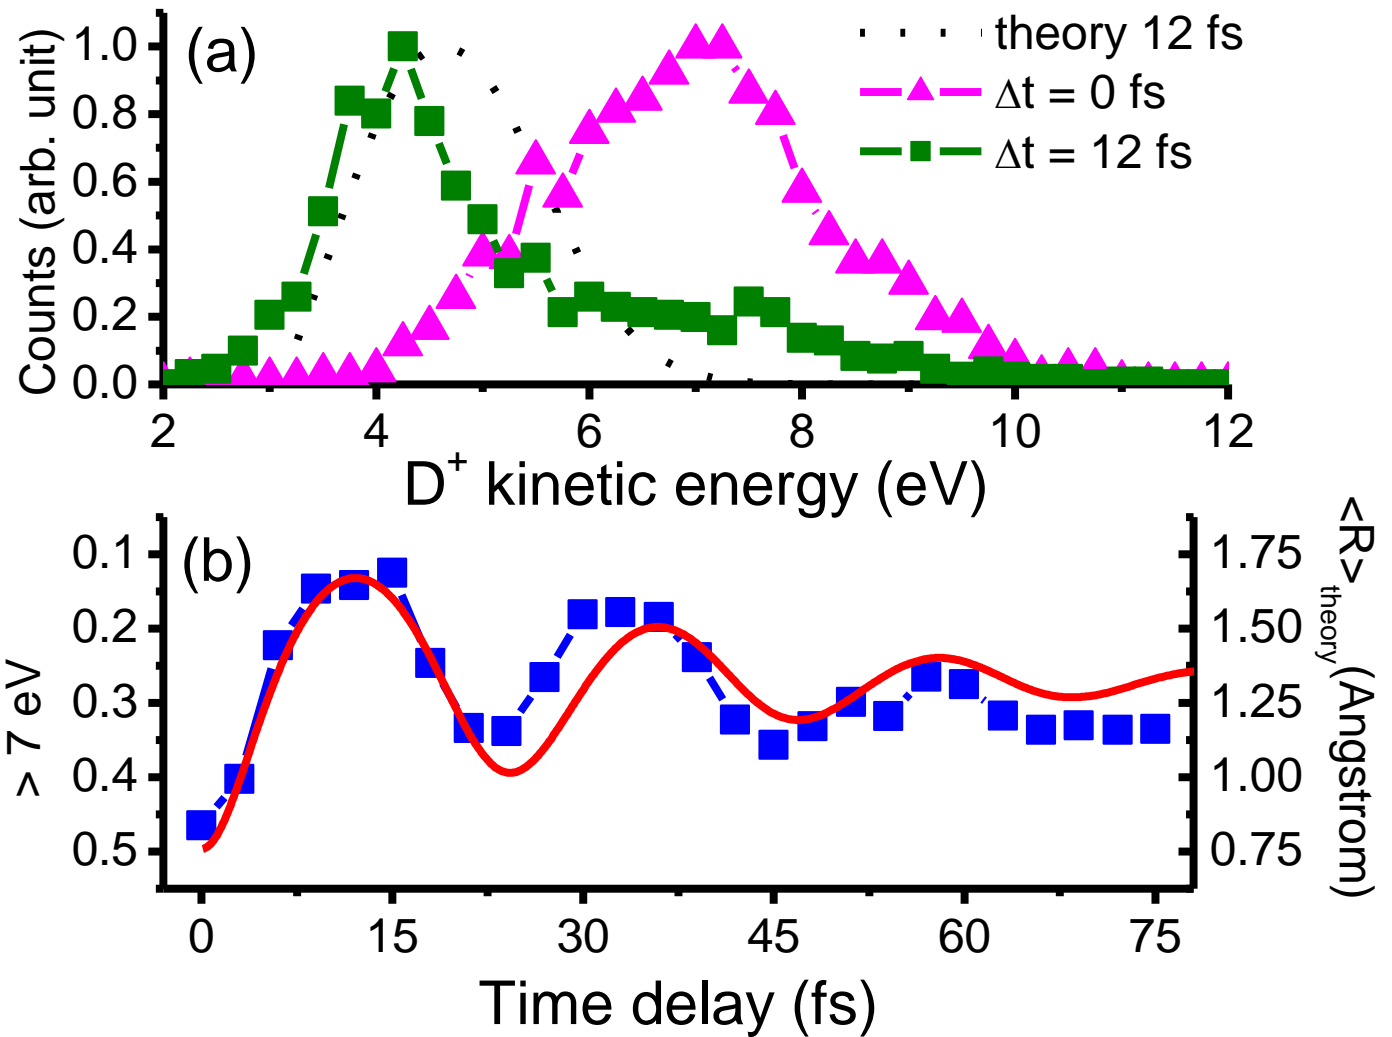 (a)
theory 12 fs
Δt = 0 fs
Δt = 12 fs
Counts (arb. unit)
1.0
0.8
0.6
0.4
0.2
0.0
2 4 6 8 10 12
D+ kinetic energy (eV)
(b)
> 7 eV
0.1
0.2
0.3
0.4
0.5
1.75
1.50
1.25
1.00
0.75
<R>theory (Angstrom)
0 15 30 45 60 75
Time delay (fs)